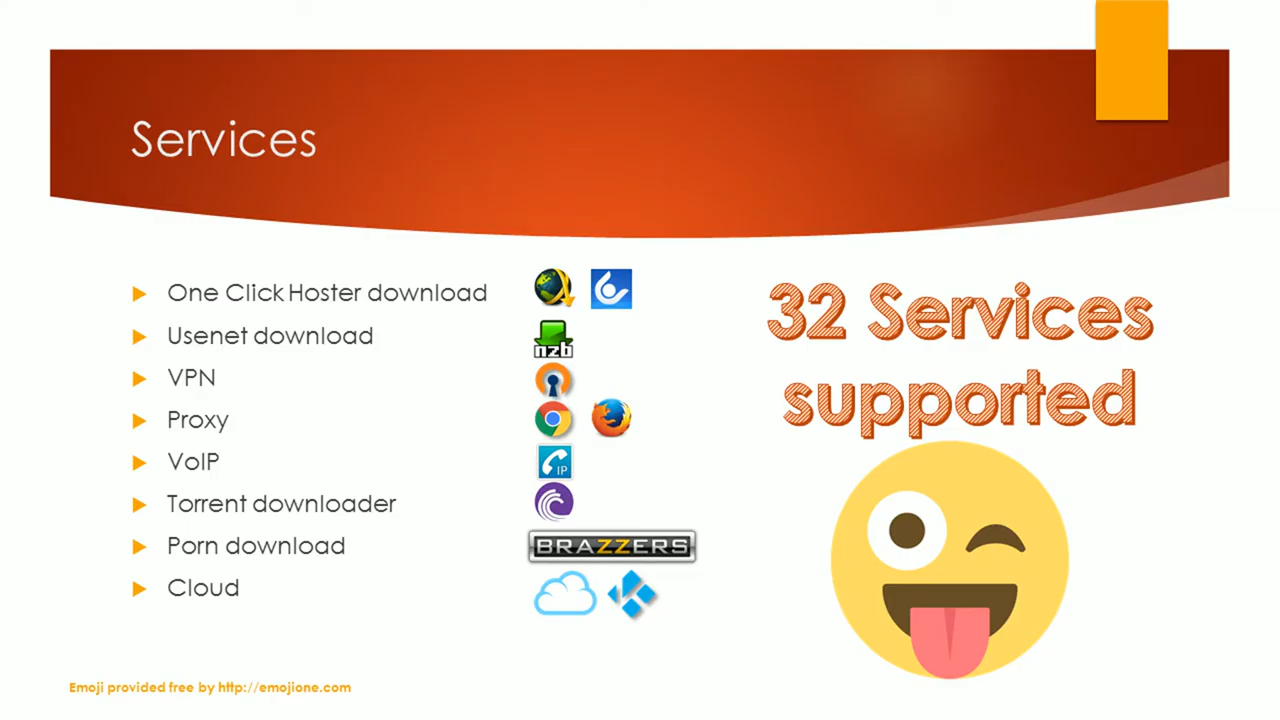 Services
One Click Hoster download
Usenet download
nzb
VPN
Proxy
VoIP
IP
Torrent downloader
Porn download
BRAZZERS
Cloud
32 Services
supported
Emoji provided free by http://emojione.com